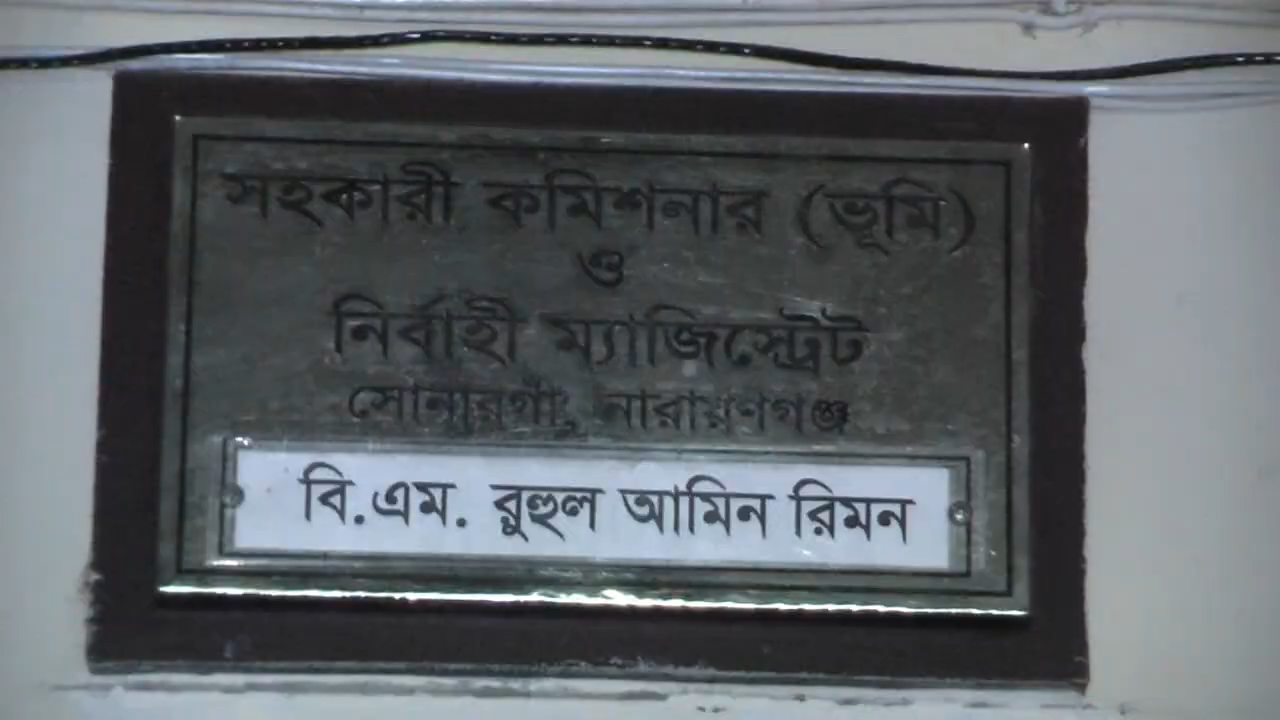 সহকারী কমিশনার (ভূমি)
ও
নির্বাহী ম্যাজিস্ট্রেট
সোনারগাঁ, নারায়ণগঞ্জ
বি.এম. রুহুল আমিন রিমন